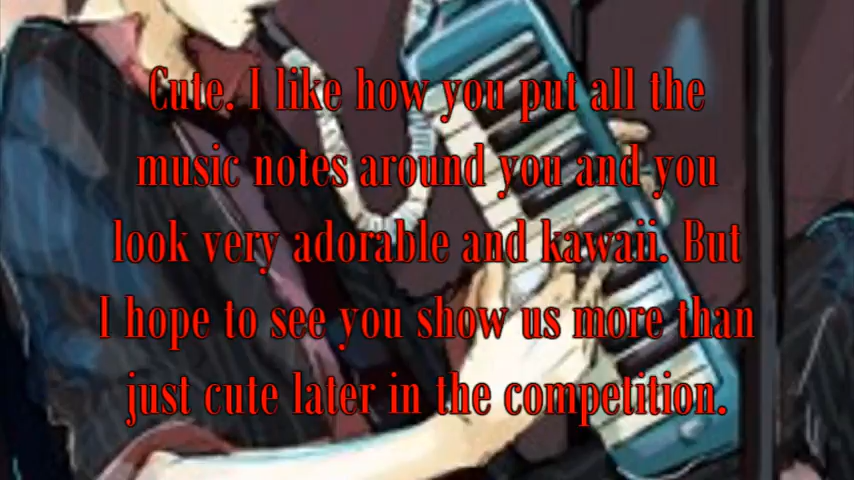 Cute. I like how you put all the
music notes around you and you
look very adorable and kawaii. But
I hope to see you show us more than
just cute later in the competition.